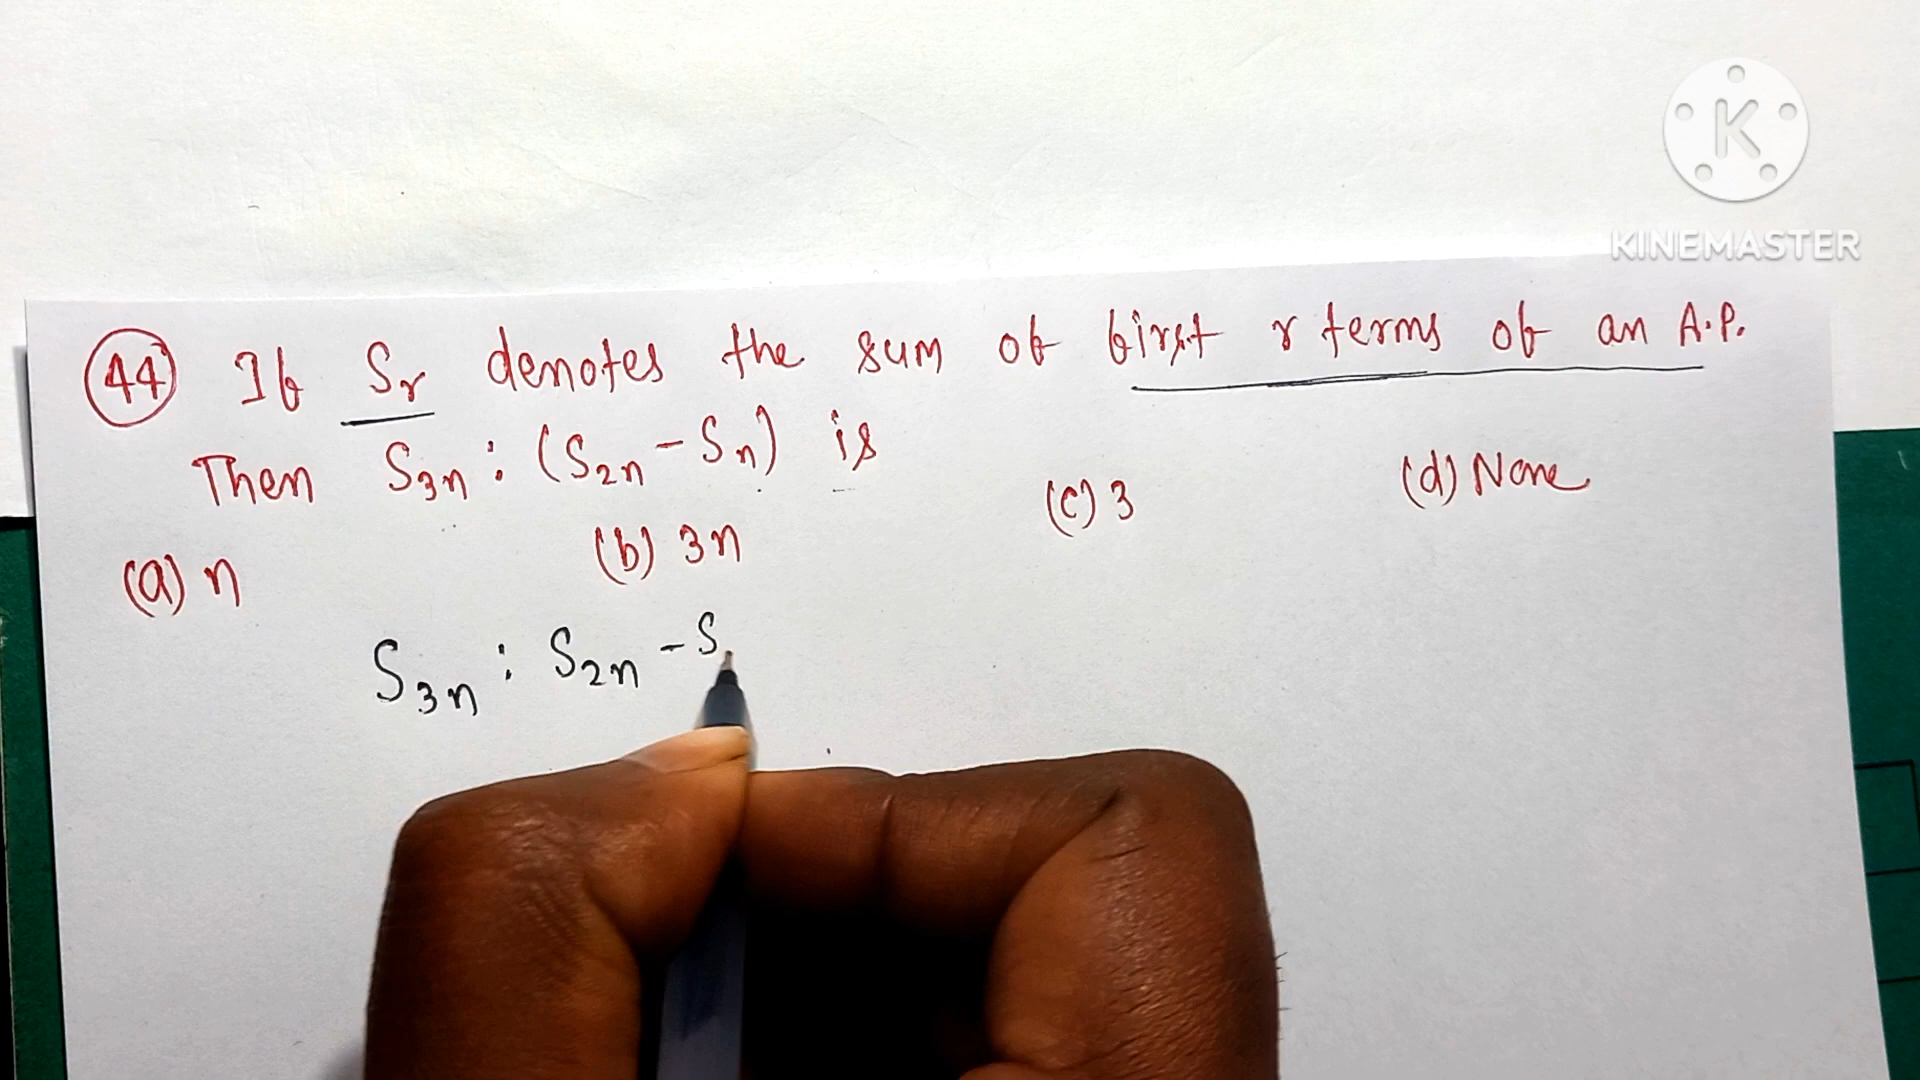 K
KINEMASTER
44 If Sr denotes the sum of first r terms of an A.P.
Then S3n : (S2n - Sn) is
(a) n (b) 3n (c) 3 (d) None
S3n : S2n - S